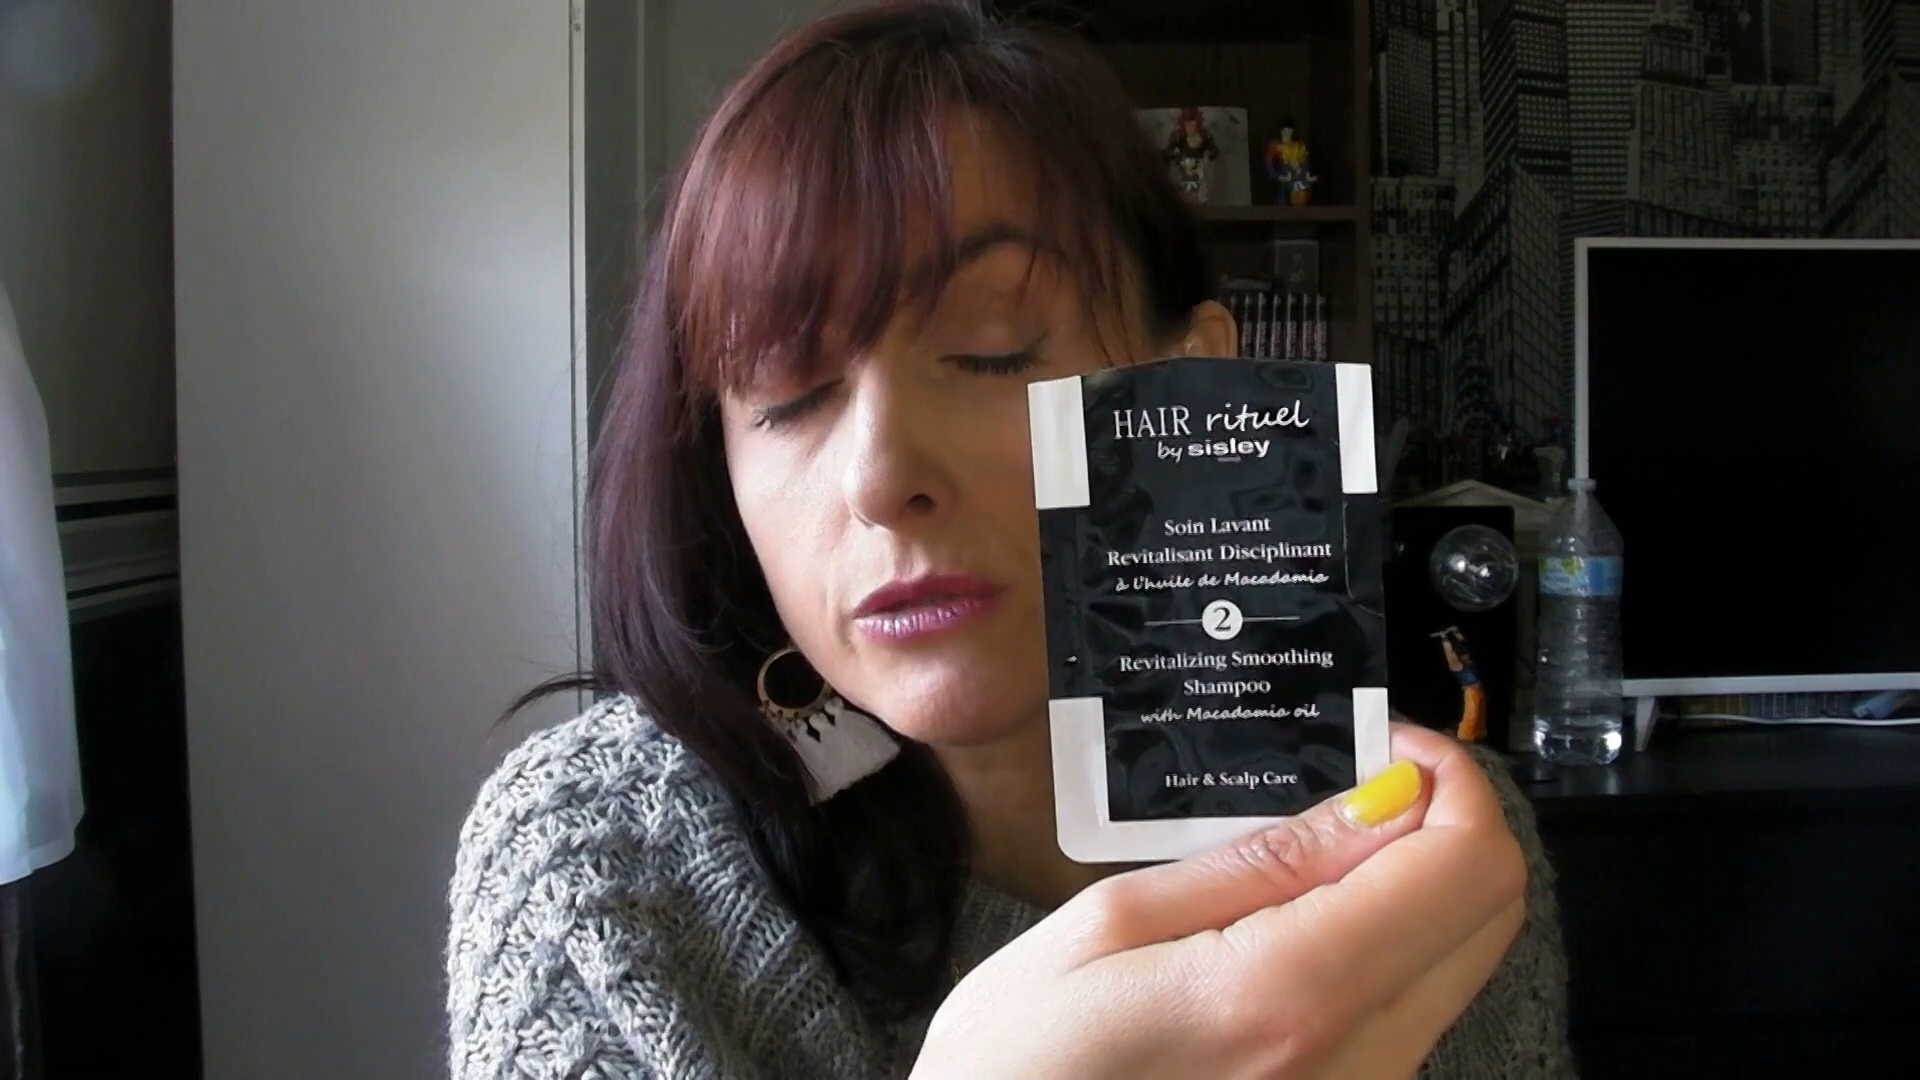 HAIR rituel
by sisley
Soin Lavant
Revitalisant Disciplinant
à l'huile de Macadamia
2
Revitalizing Smoothing
Shampoo
with Macadamia oil
Hair & Scalp Care